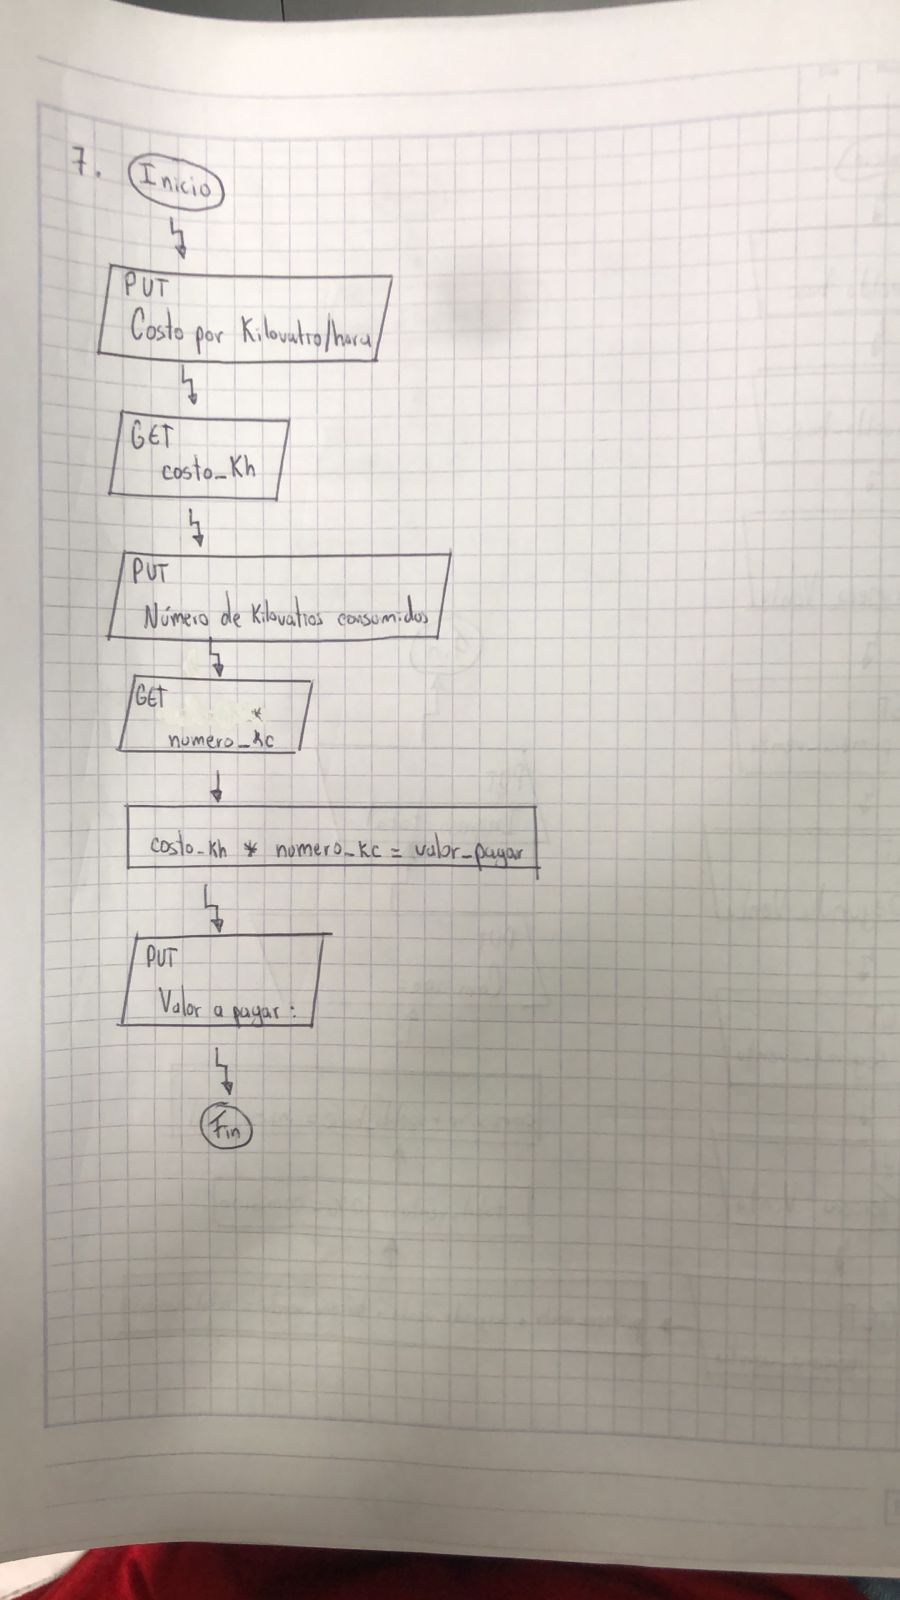 7. Inicio
PUT
Costo por Kilovatio/hora
GET
costo_Kh
PUT
Número de Kilovatios consumidos
GET
*
numero_Kc
costo_Kh * numero_Kc = valor_pagar
PUT
Valor a pagar:
Fin